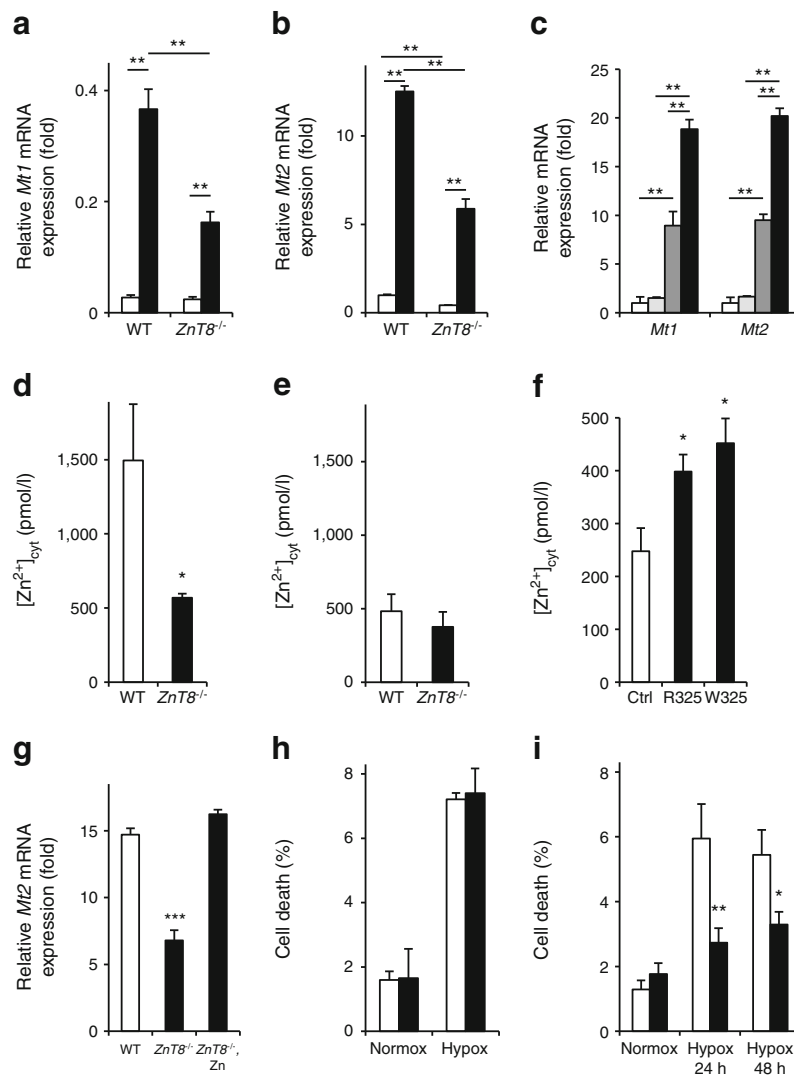 a
Relative Mt1 mRNA
expression (fold)
0.4
0.2
0
**
**
**
WT
ZnT8-/-
b
Relative Mt2 mRNA
expression (fold)
10
5
0
**
**
**
**
WT
ZnT8-/-
c
Relative mRNA
expression (fold)
25
20
15
10
5
0
**
**
**
**
**
**
Mt1
Mt2
d
[Zn2+]cyt (pmol/l)
1,500
1,000
500
0
*
WT
ZnT8-/-
e
[Zn2+]cyt (pmol/l)
1,500
1,000
500
0
WT
ZnT8-/-
f
[Zn2+]cyt (pmol/l)
500
400
300
200
100
0
*
*
Ctrl
R325
W325
g
Relative Mt2 mRNA
expression (fold)
15
10
5
0
***
WT
ZnT8-/-
ZnT8-/-,
Zn
h
Cell death (%)
8
6
4
2
0
Normox
Hypox
i
Cell death (%)
8
6
4
2
0
**
*
Normox
Hypox
24 h
Hypox
48 h